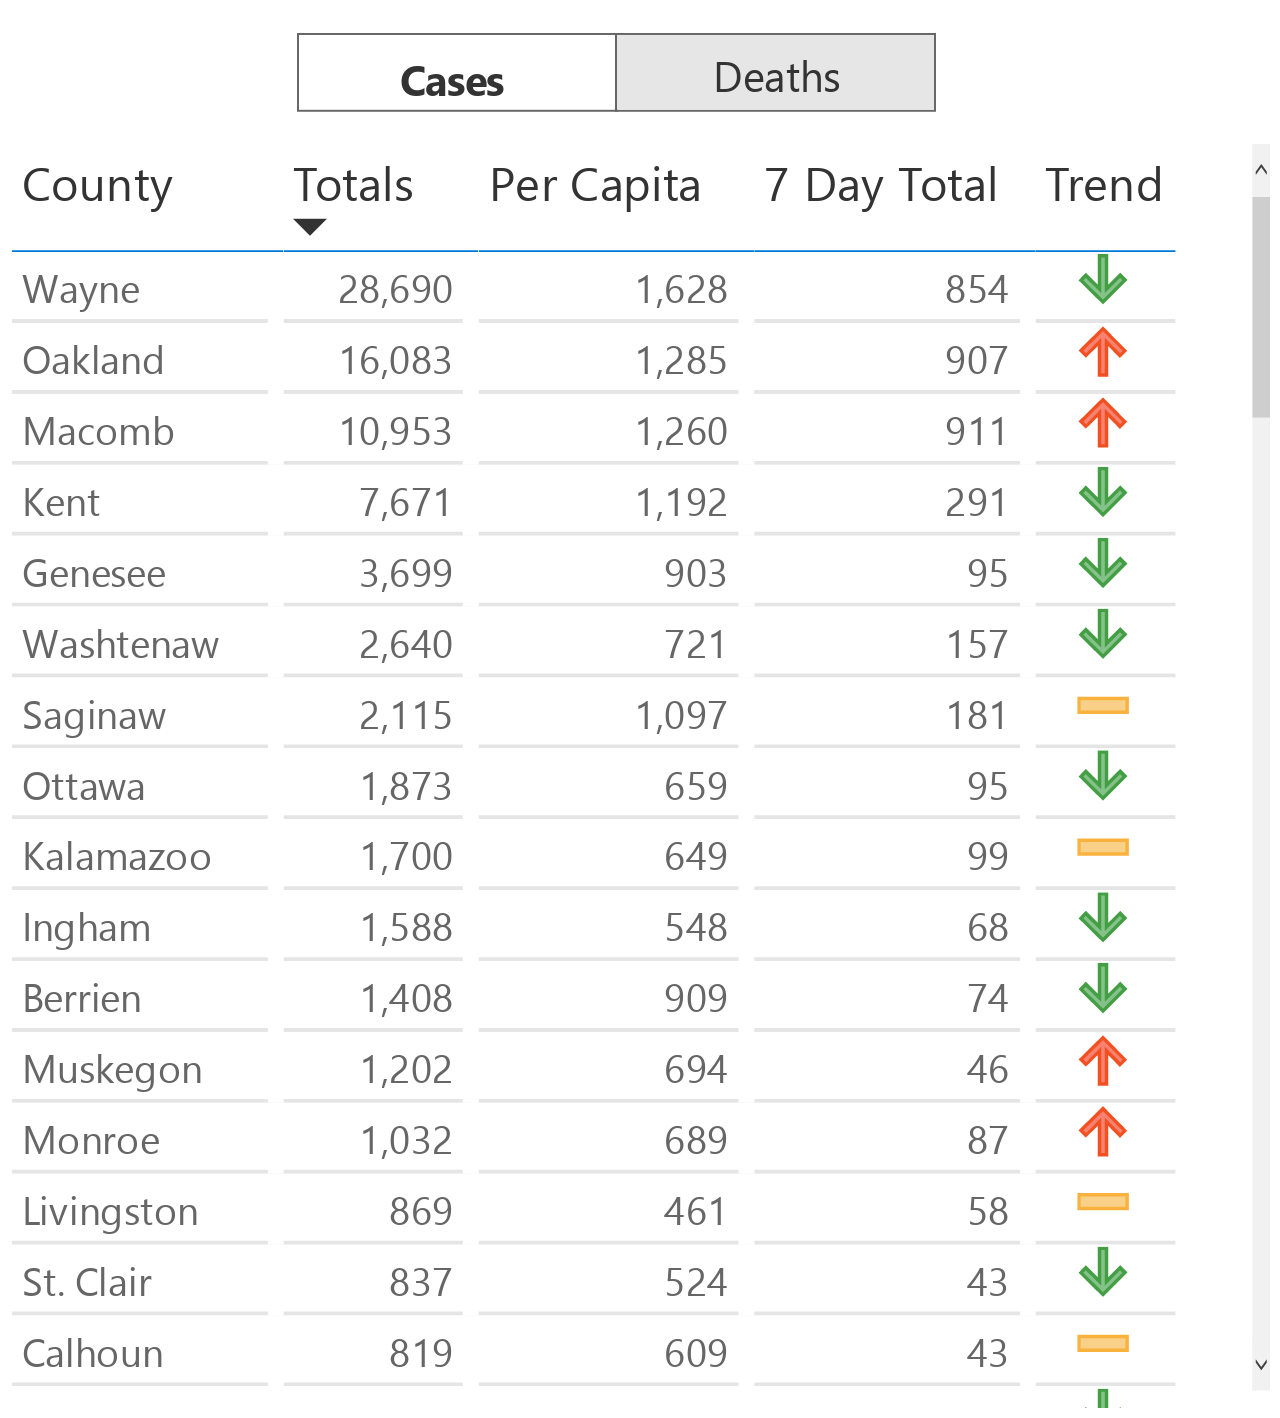 Cases Deaths
County Totals Per Capita 7 Day Total Trend
Wayne 28,690 1,628 854
Oakland 16,083 1,285 907
Macomb 10,953 1,260 911
Kent 7,671 1,192 291
Genesee 3,699 903 95
Washtenaw 2,640 721 157
Saginaw 2,115 1,097 181
Ottawa 1,873 659 95
Kalamazoo 1,700 649 99
Ingham 1,588 548 68
Berrien 1,408 909 74
Muskegon 1,202 694 46
Monroe 1,032 689 87
Livingston 869 461 58
St. Clair 837 524 43
Calhoun 819 609 43